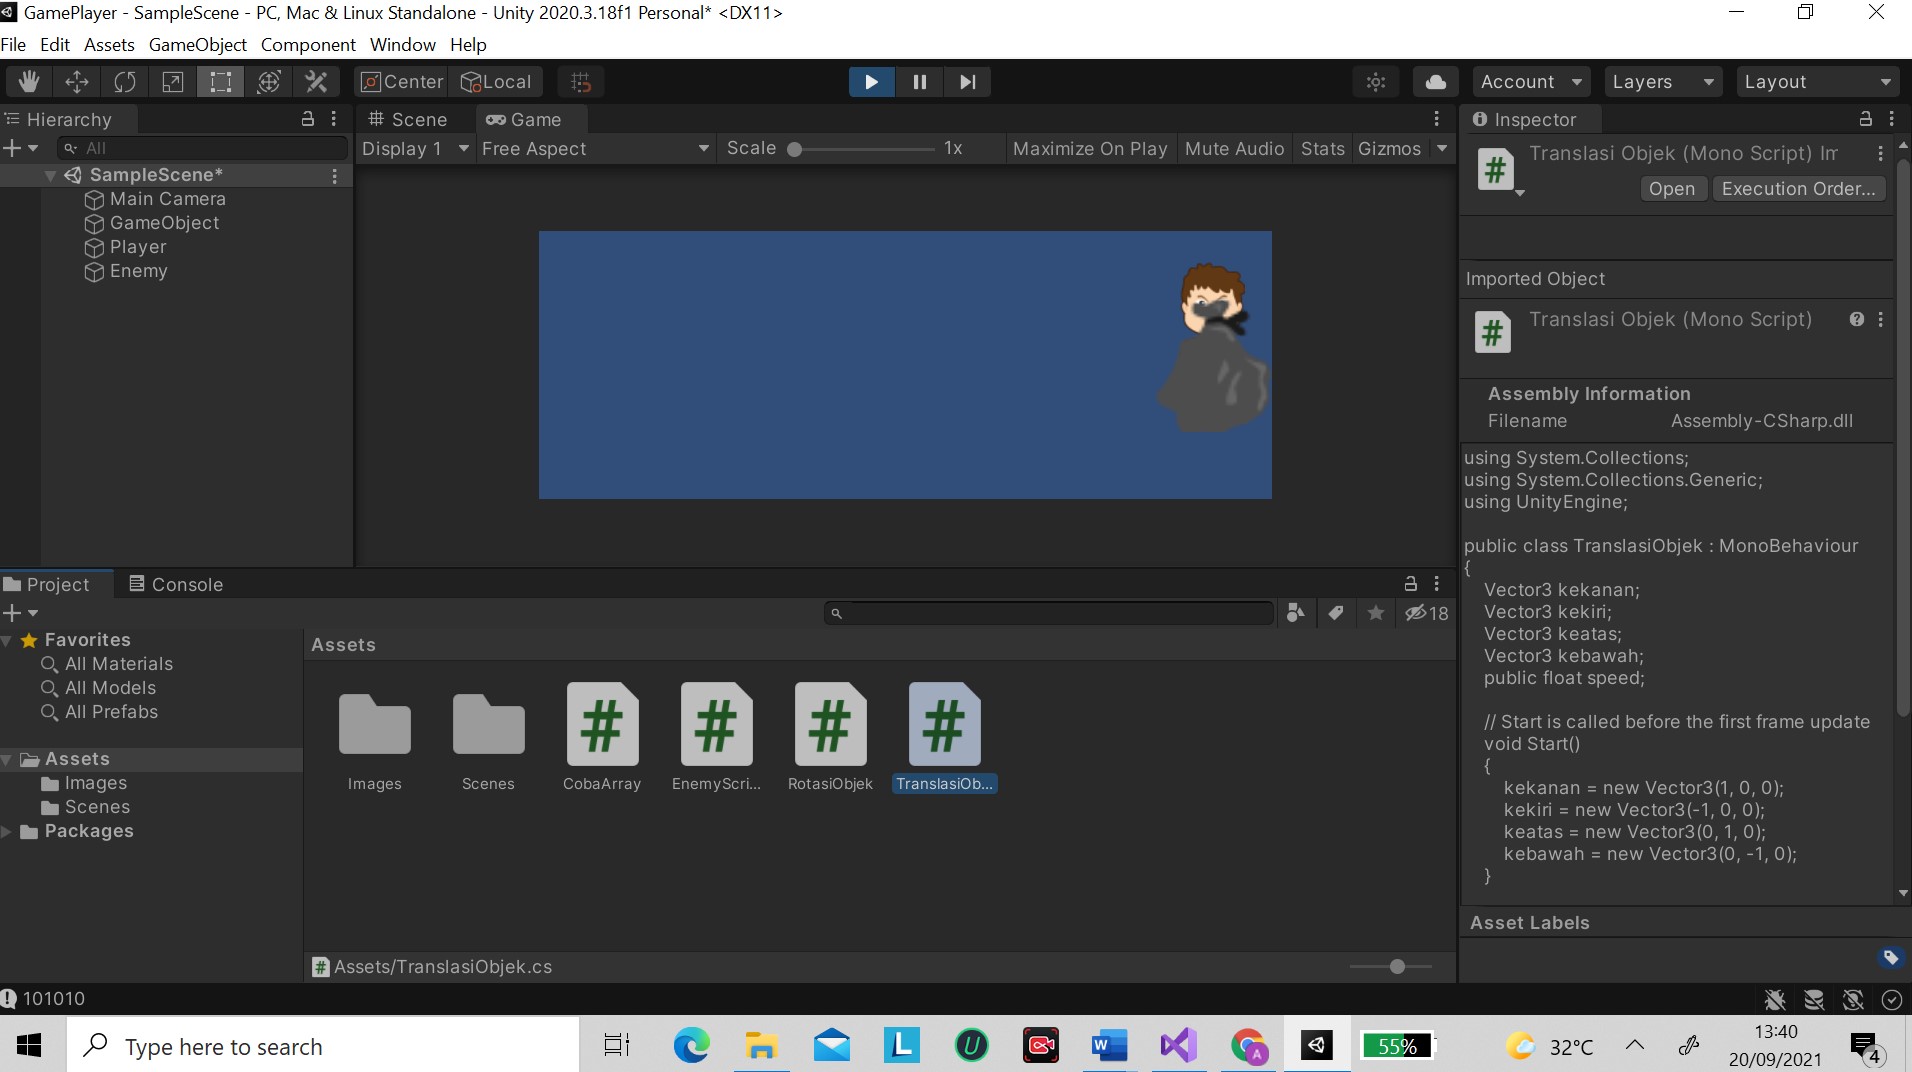 GamePlayer - SampleScene - PC, Mac & Linux Standalone - Unity 2020.3.18f1 Personal* <DX11>
File Edit Assets GameObject Component Window Help
Center Local Account Layers Layout
Hierarchy
All
SampleScene*
Main Camera
GameObject
Player
Enemy
Scene Game
Display 1 Free Aspect Scale 1x Maximize On Play Mute Audio Stats Gizmos
Inspector
Translasi Objek (Mono Script) Im
Open Execution Order...
Imported Object
Translasi Objek (Mono Script)
Assembly Information
Filename Assembly-CSharp.dll
using System.Collections;
using System.Collections.Generic;
using UnityEngine;
public class TranslasiObjek : MonoBehaviour
{
Vector3 kekanan;
Vector3 kekiri;
Vector3 keatas;
Vector3 kebawah;
public float speed;
// Start is called before the first frame update
void Start()
{
kekanan = new Vector3(1, 0, 0);
kekiri = new Vector3(-1, 0, 0);
keatas = new Vector3(0, 1, 0);
kebawah = new Vector3(0, -1, 0);
}
Asset Labels
Project Console
18
Favorites
All Materials
All Models
All Prefabs
Assets
Images
Scenes
Packages
Assets
Images Scenes CobaArray EnemyScri... RotasiObjek TranslasiOb...
Assets/TranslasiObjek.cs
101010
Type here to search
55%
32°C
13:40
20/09/2021
4